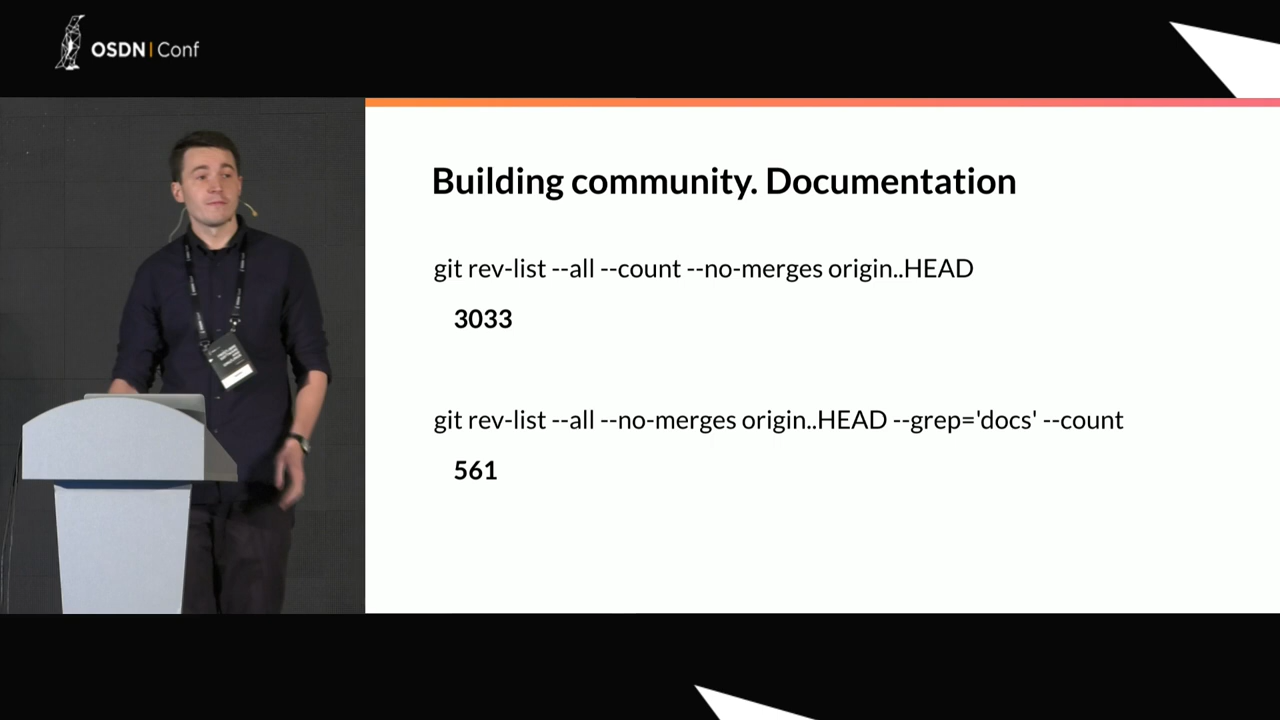 OSDN | Conf
Building community. Documentation
git rev-list --all --count --no-merges origin..HEAD
3033
git rev-list --all --no-merges origin..HEAD --grep='docs' --count
561